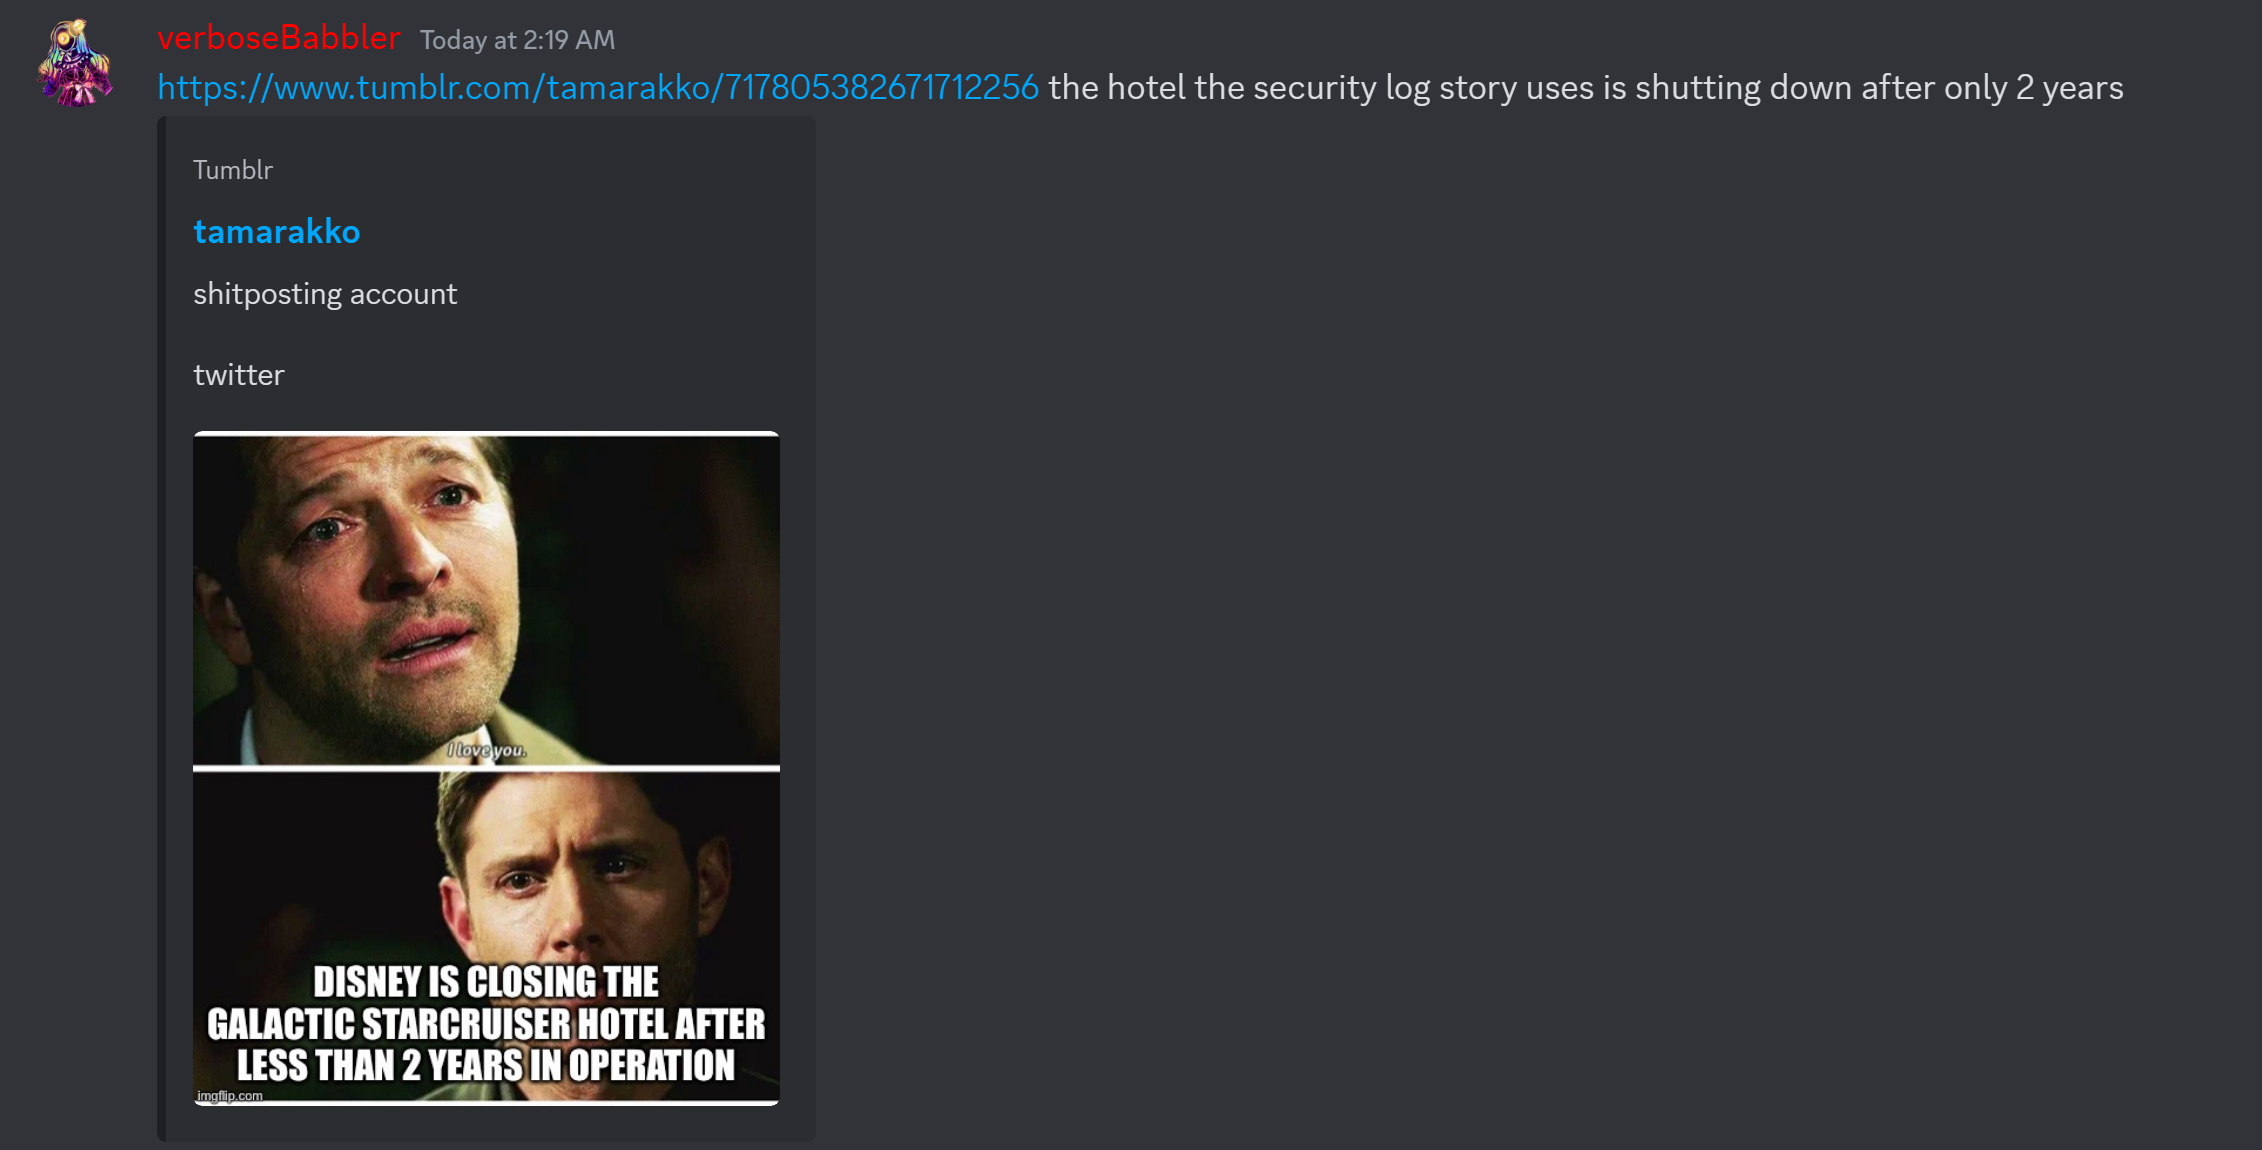 verboseBabbler Today at 2:19 AM
https://www.tumblr.com/tamarakko/717805382671712256 the hotel the security log story uses is shutting down after only 2 years
Tumblr
tamarakko
shitposting account
twitter
I love you.
DISNEY IS CLOSING THE
GALACTIC STARCRUISER HOTEL AFTER
LESS THAN 2 YEARS IN OPERATION
imgflip.com